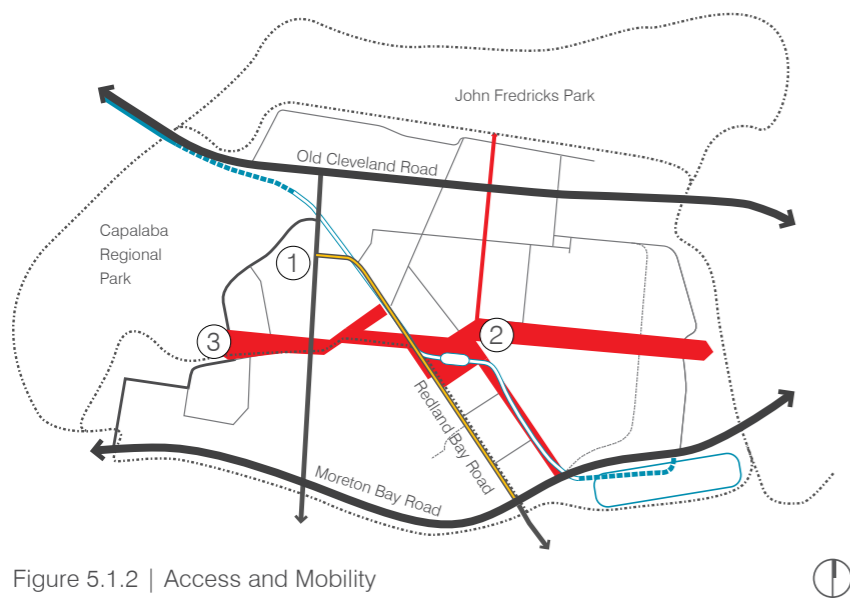 John Fredricks Park
Old Cleveland Road
Capalaba
Regional
Park
1
2
3
Redland Bay Road
Moreton Bay Road
Figure 5.1.2 | Access and Mobility